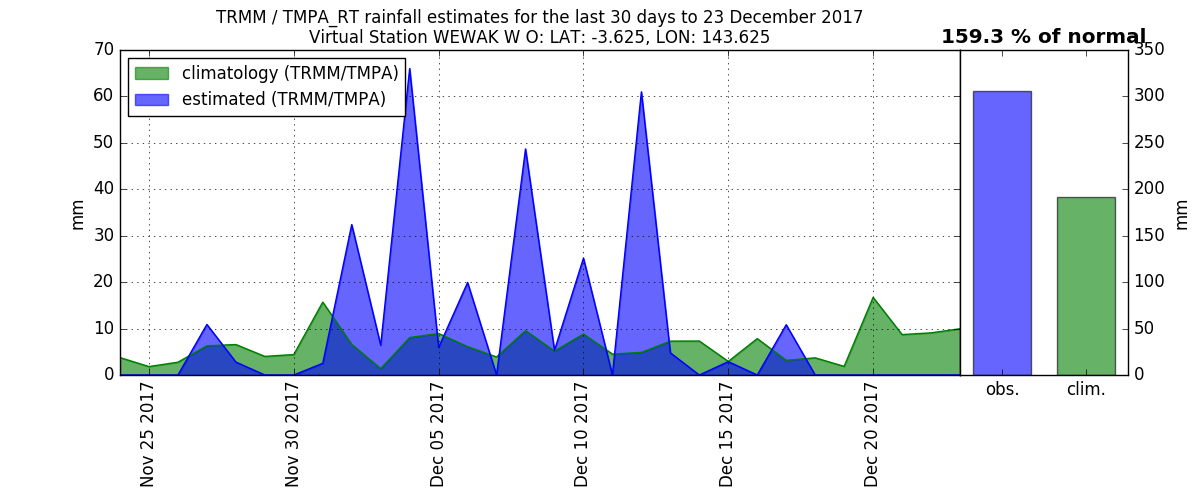 TRMM / TMPA_RT rainfall estimates for the last 30 days to 23 December 2017
Virtual Station WEWAK W O: LAT: -3.625, LON: 143.625
159.3 % of normal
climatology (TRMM/TMPA)
estimated (TRMM/TMPA)
70
60
50
40
30
20
10
0
mm
Nov 25 2017
Nov 30 2017
Dec 05 2017
Dec 10 2017
Dec 15 2017
Dec 20 2017
obs.
clim.
350
300
250
200
150
100
50
0
mm